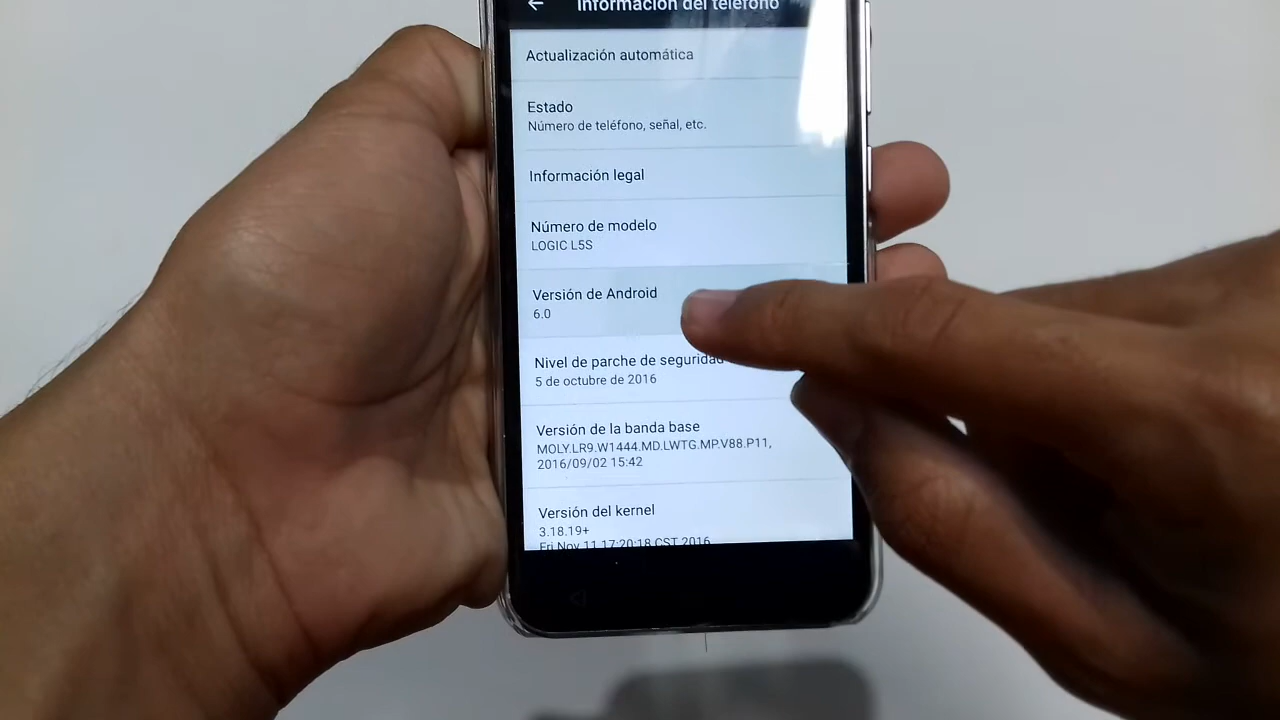 Información del teléfono
Actualización automática
Estado
Número de teléfono, señal, etc.
Información legal
Número de modelo
LOGIC L5S
Versión de Android
6.0
Nivel de parche de seguridad
5 de octubre de 2016
Versión de la banda base
MOLY.LR9.W1444.MD.LWTG.MP.V88.P11,
2016/09/02 15:42
Versión del kernel
3.18.19+
Fri Nov 11 17:20:18 CST 2016